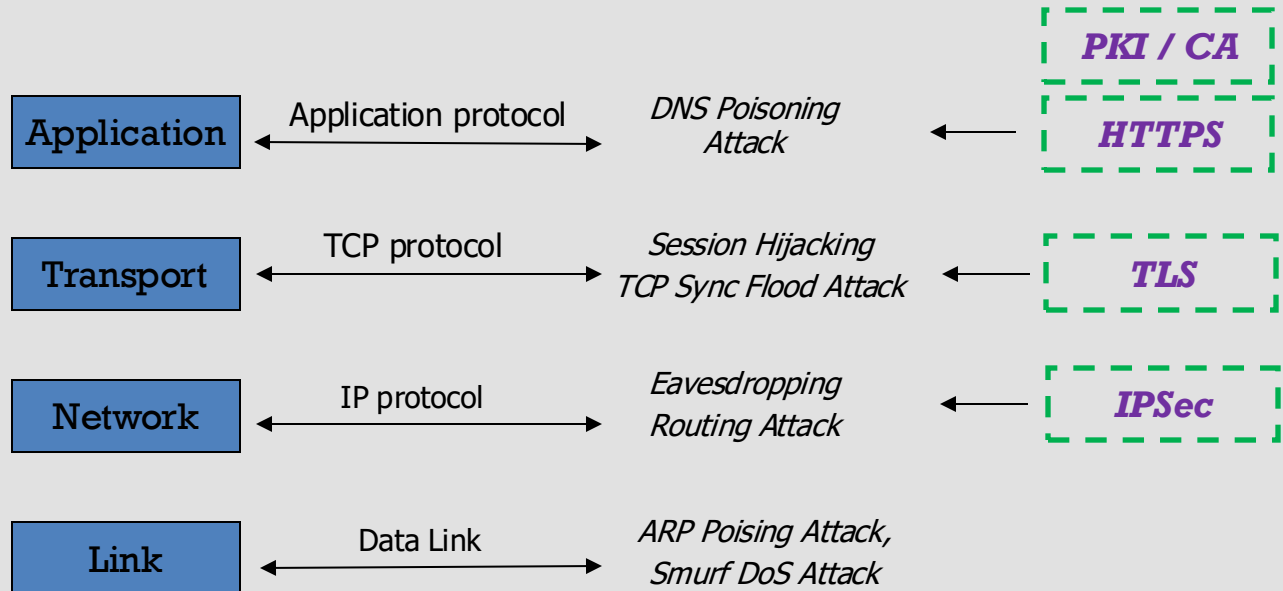 PKI / CA
Application
Application protocol
DNS Poisoning
Attack
HTTPS
Transport
TCP protocol
Session Hijacking
TCP Sync Flood Attack
TLS
Network
IP protocol
Eavesdropping
Routing Attack
IPSec
Link
Data Link
ARP Poising Attack,
Smurf DoS Attack